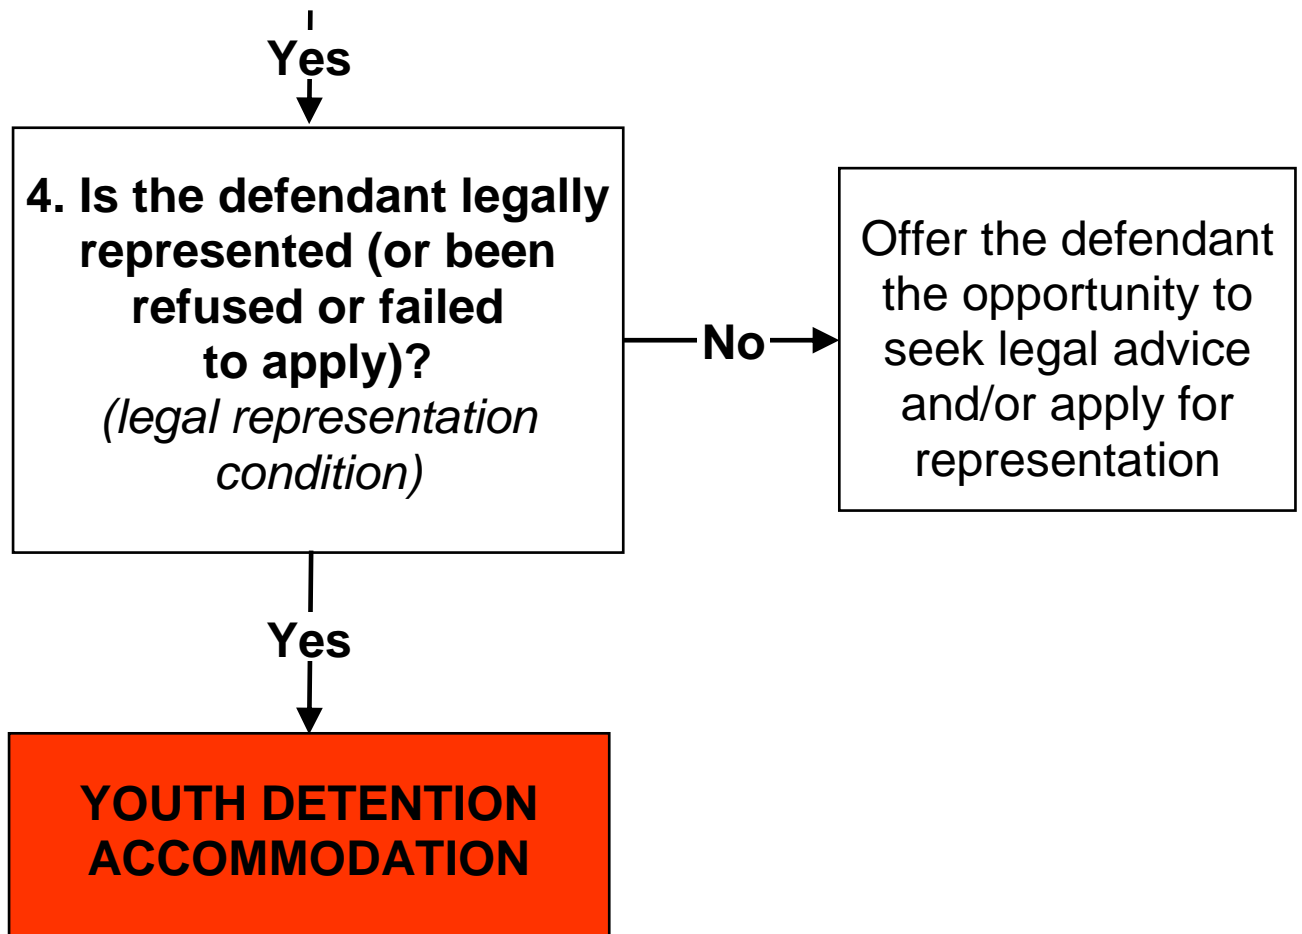 Yes
4. Is the defendant legally
represented (or been
refused or failed
to apply)?
(legal representation
condition)
No
Offer the defendant
the opportunity to
seek legal advice
and/or apply for
representation
Yes
YOUTH DETENTION
ACCOMMODATION